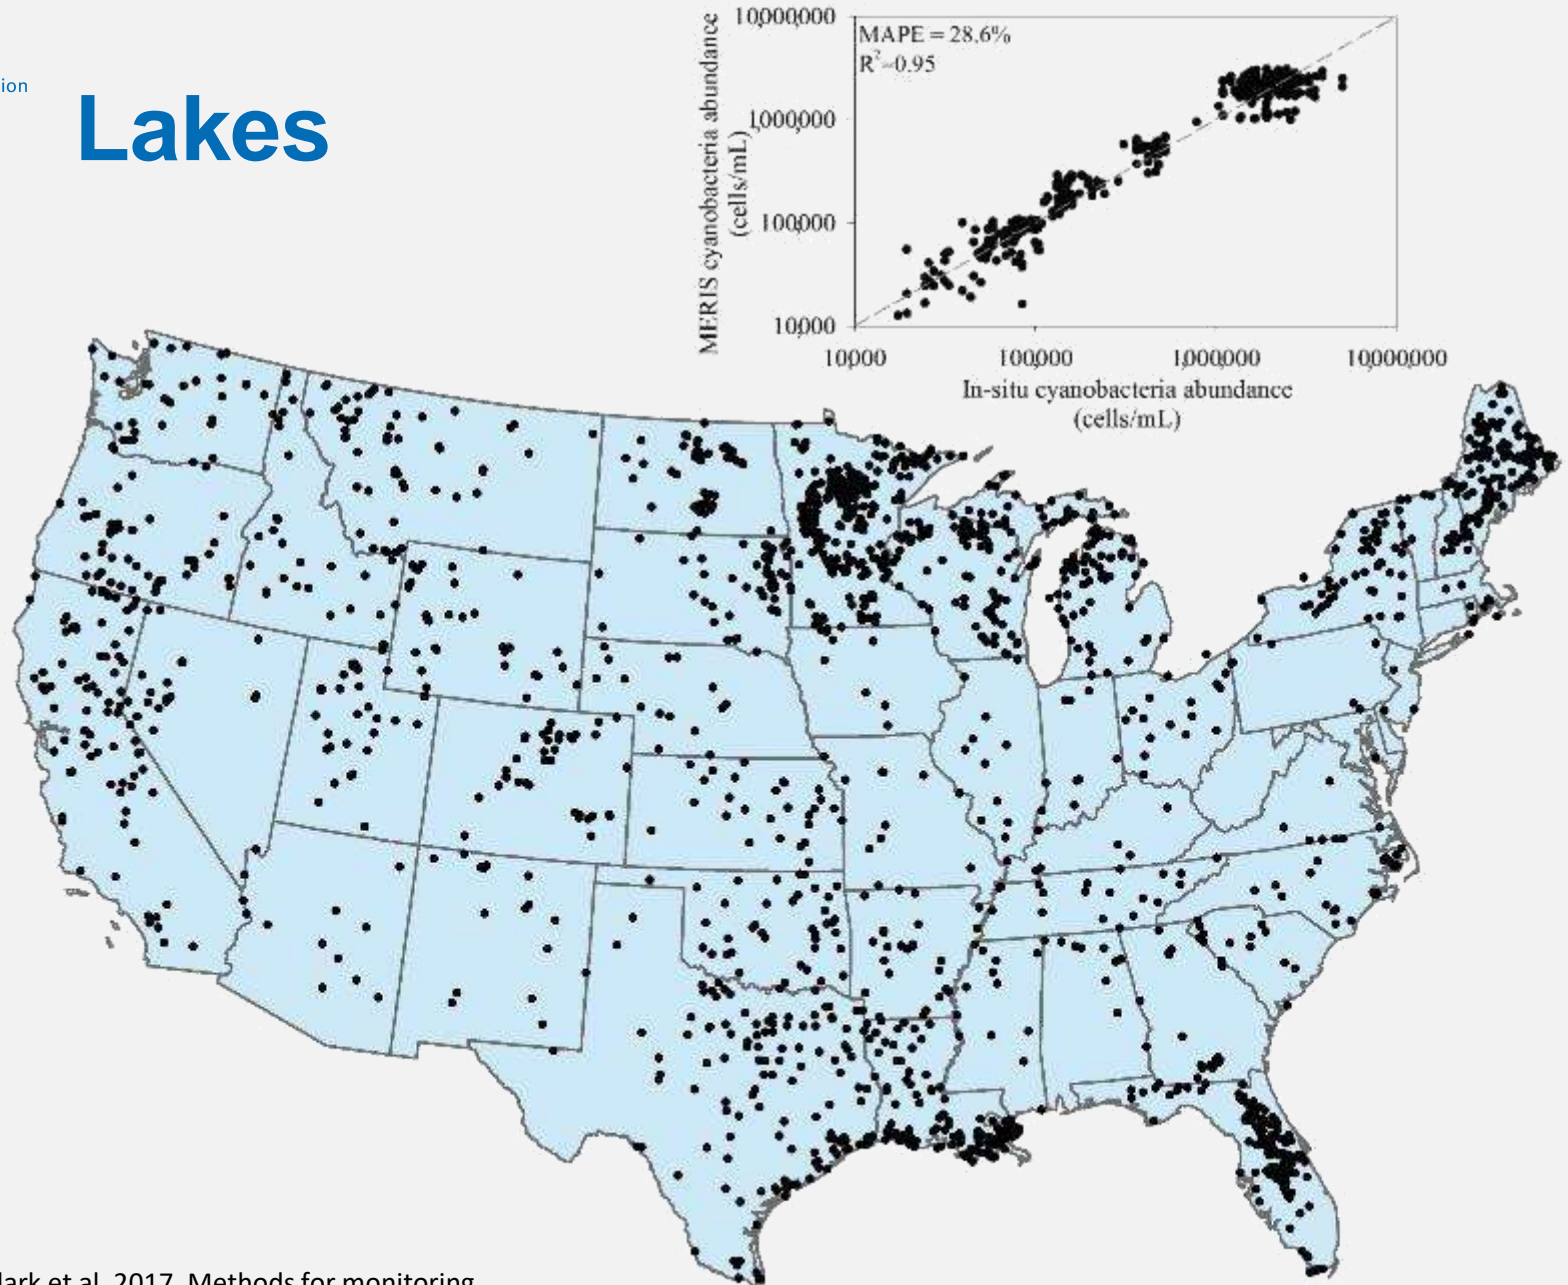 ion
Lakes
10,000,000
MAPE = 28.6%
R²=0.95
1,000,000
100,000
10,000
MERIS cyanobacteria abundance
(cells/mL)
10000 100,000 1,000,000 10,000,000
In-situ cyanobacteria abundance
(cells/mL)
lark et al. 2017. Methods for monitoring